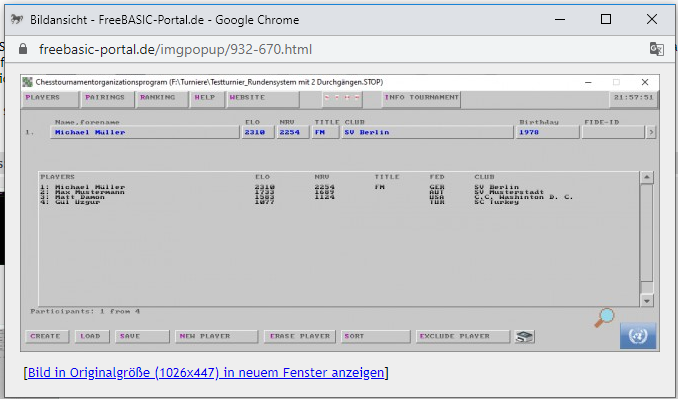 Bildansicht - FreeBASIC-Portal.de - Google Chrome
freebasic-portal.de/imgpopup/932-670.html
Chesstournamentorganizationsprogram (F:\Turniere\Testturnier_Rundensystem mit 2 Durchgängen.STOP)
PLAYERS PAIRINGS RANKING HELP WEBSITE INFO TOURNAMENT 21:57:51
Name,forename ELO NRV TITLE CLUB Birthday FIDE-ID
1. Michael Müller 2310 2254 FM SV Berlin 1978 >
PLAYERS ELO NRV TITLE FED CLUB
1: Michael Müller 2310 2254 FM GER SV Berlin
2: Max Mustermann 1733 1689 AUT SV Musterstadt
3: Matt Damon 1583 1124 USA C.C. Washinton D. C.
4: Gül Üzgür 1077 TUR SC Turkey
Participants: 1 from 4
CREATE LOAD SAVE NEW PLAYER ERASE PLAYER SORT EXCLUDE PLAYER
[Bild in Originalgröße (1026x447) in neuem Fenster anzeigen]